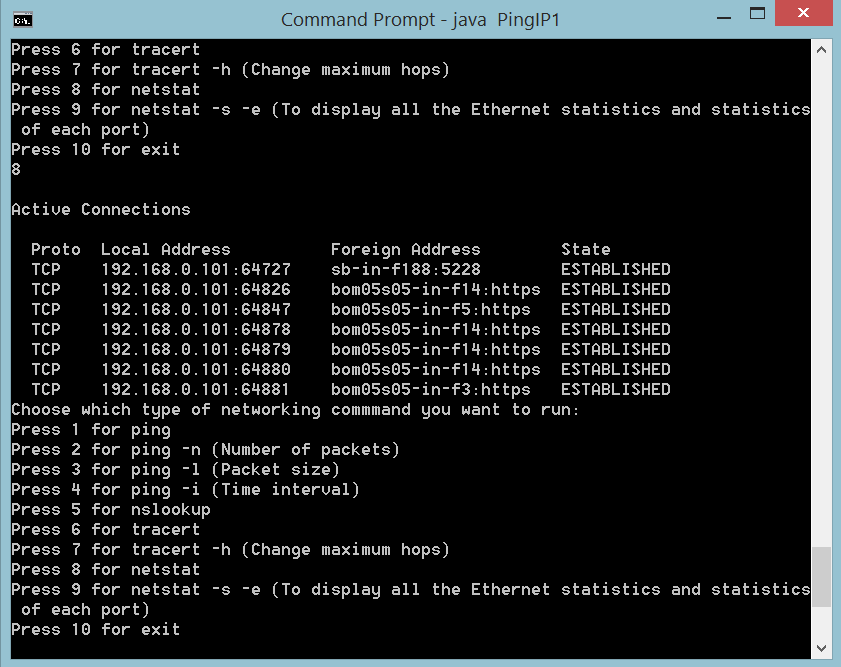 Command Prompt - java  PingIP1
Press 6 for tracert
Press 7 for tracert -h (Change maximum hops)
Press 8 for netstat
Press 9 for netstat -s -e (To display all the Ethernet statistics and statistics
 of each port)
Press 10 for exit
8
Active Connections
  Proto  Local Address          Foreign Address        State
  TCP    192.168.0.101:64727    sb-in-f188:5228        ESTABLISHED
  TCP    192.168.0.101:64826    bom05s05-in-f14:https  ESTABLISHED
  TCP    192.168.0.101:64847    bom05s05-in-f5:https   ESTABLISHED
  TCP    192.168.0.101:64878    bom05s05-in-f14:https  ESTABLISHED
  TCP    192.168.0.101:64879    bom05s05-in-f14:https  ESTABLISHED
  TCP    192.168.0.101:64880    bom05s05-in-f14:https  ESTABLISHED
  TCP    192.168.0.101:64881    bom05s05-in-f3:https   ESTABLISHED
Choose which type of networking commmand you want to run:
Press 1 for ping
Press 2 for ping -n (Number of packets)
Press 3 for ping -l (Packet size)
Press 4 for ping -i (Time interval)
Press 5 for nslookup
Press 6 for tracert
Press 7 for tracert -h (Change maximum hops)
Press 8 for netstat
Press 9 for netstat -s -e (To display all the Ethernet statistics and statistics
 of each port)
Press 10 for exit